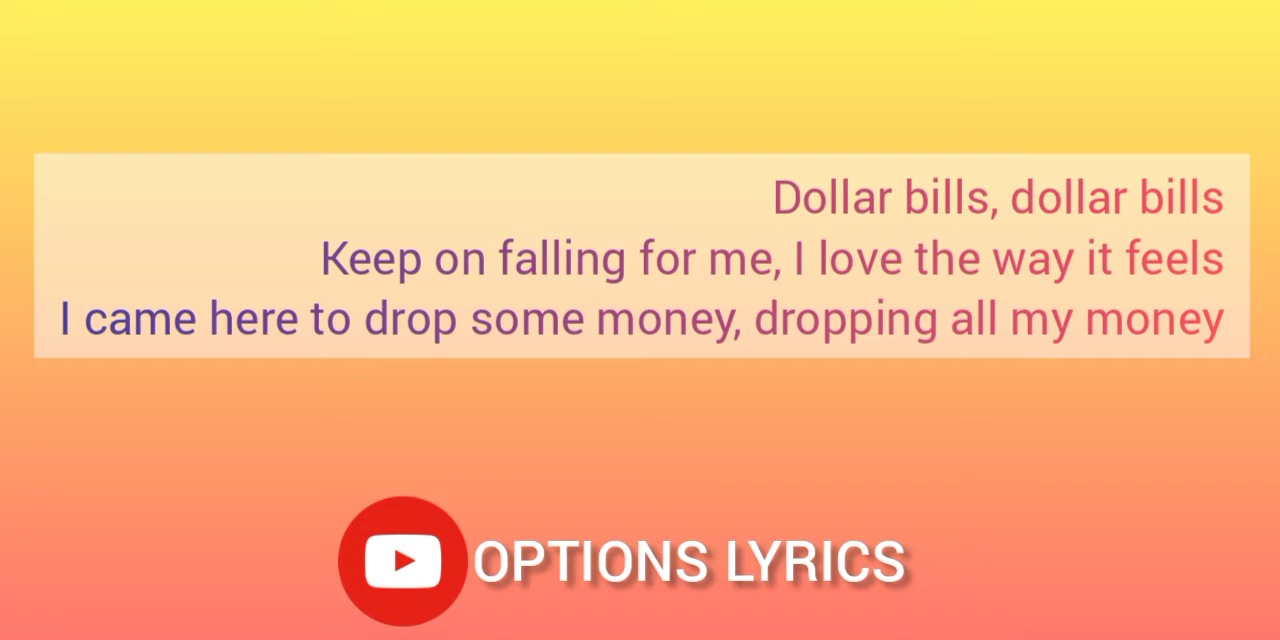 Dollar bills, dollar bills
Keep on falling for me, I love the way it feels
I came here to drop some money, dropping all my money
OPTIONS LYRICS